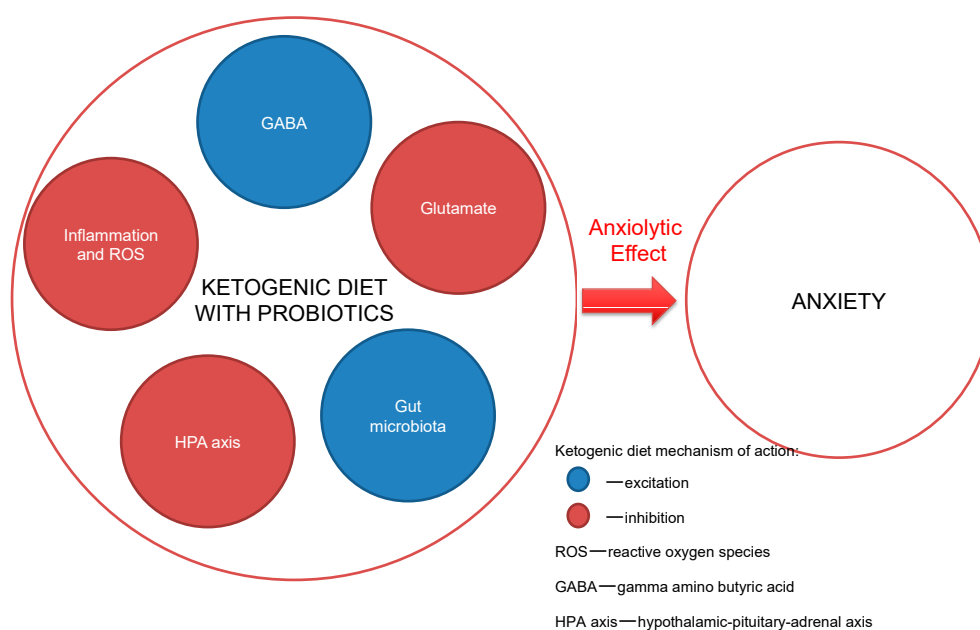 GABA
Glutamate
Inflammation
and ROS
KETOGENIC DIET
WITH PROBIOTICS
HPA axis
Gut
microbiota
Anxiolytic
Effect
ANXIETY
Ketogenic diet mechanism of action:
—excitation
—inhibition
ROS—reactive oxygen species
GABA—gamma amino butyric acid
HPA axis—hypothalamic-pituitary-adrenal axis